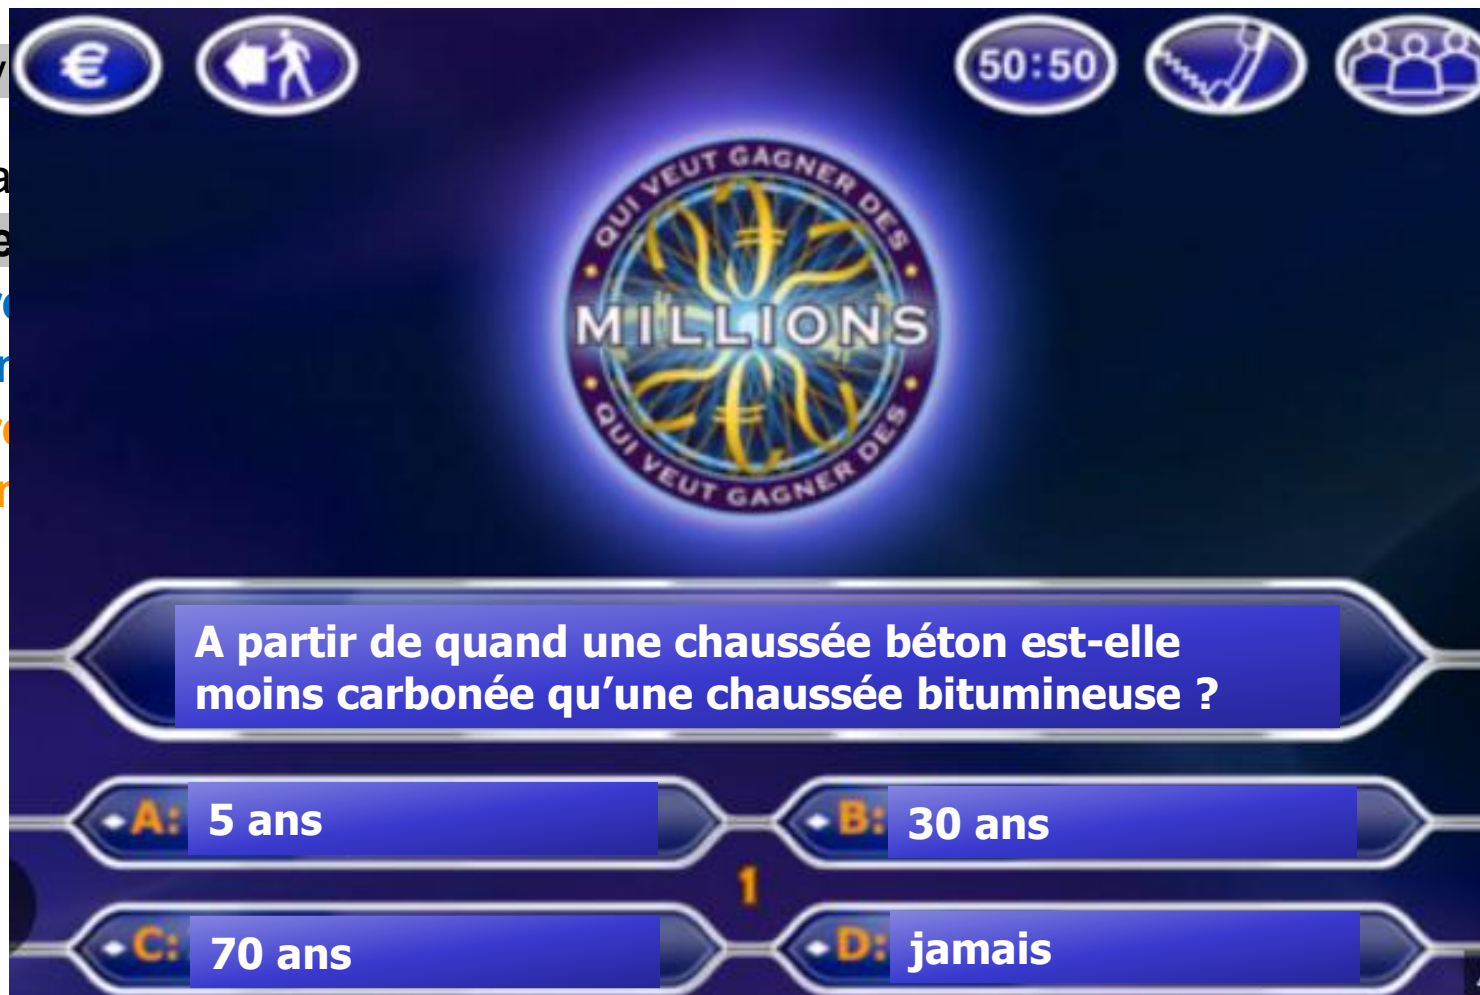 €
50:50
QUI VEUT GAGNER DES
MILLIONS
QUI VEUT GAGNER DES
A partir de quand une chaussée béton est-elle
moins carbonée qu’une chaussée bitumineuse ?
A: 5 ans
B: 30 ans
1
C: 70 ans
D: jamais